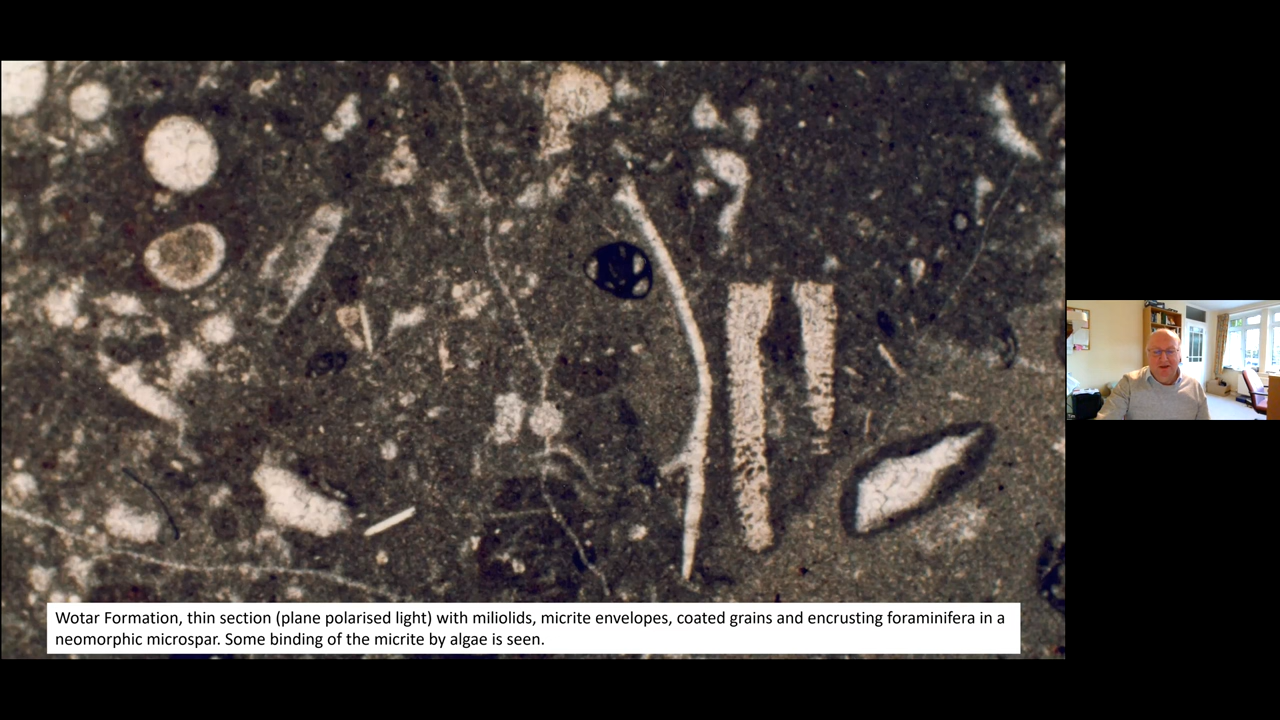 Wotar Formation, thin section (plane polarised light) with miliolids, micrite envelopes, coated grains and encrusting foraminifera in a
neomorphic microspar. Some binding of the micrite by algae is seen.